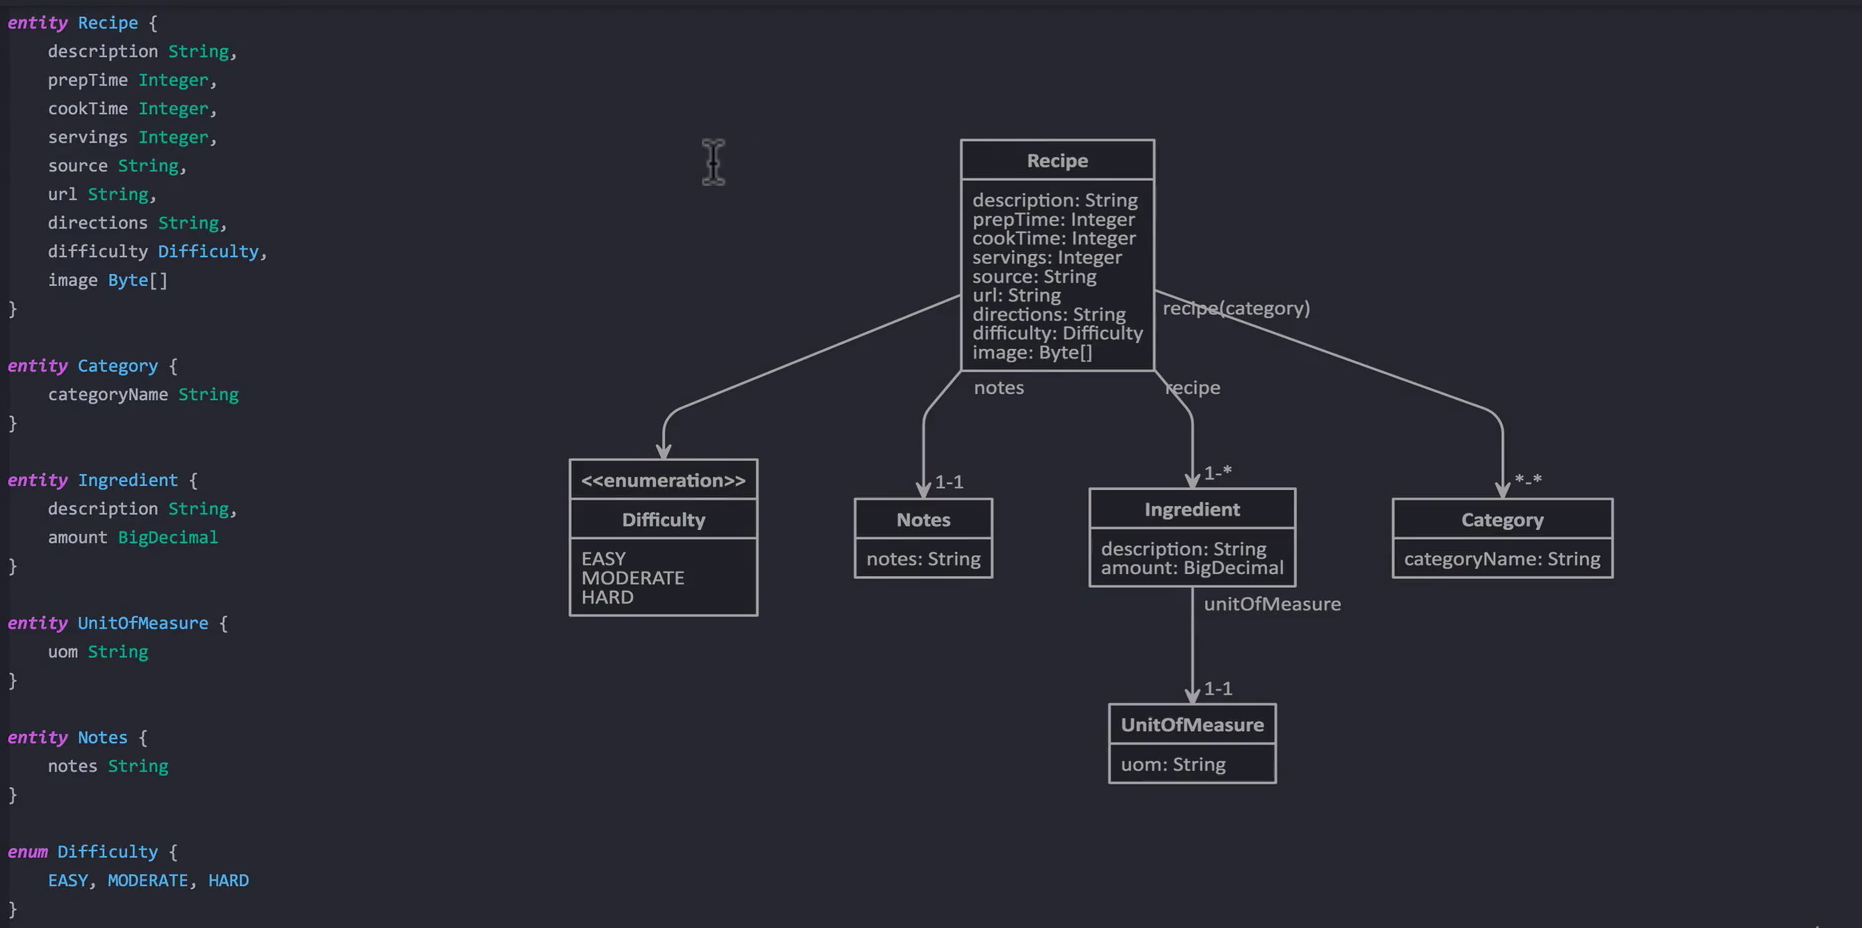 entity Recipe {
description String,
prepTime Integer,
cookTime Integer,
servings Integer,
source String,
url String,
directions String,
difficulty Difficulty,
image Byte[]
}
entity Category {
categoryName String
}
entity Ingredient {
description String,
amount BigDecimal
}
entity UnitOfMeasure {
uom String
}
entity Notes {
notes String
}
enum Difficulty {
EASY, MODERATE, HARD
}
Recipe
description: String
prepTime: Integer
cookTime: Integer
servings: Integer
source: String
url: String
directions: String
difficulty: Difficulty
image: Byte[]
recipe(category)
notes
recipe
1-1
1-*
*-*
<<enumeration>>
Difficulty
EASY
MODERATE
HARD
Notes
notes: String
Ingredient
description: String
amount: BigDecimal
Category
categoryName: String
unitOfMeasure
1-1
UnitOfMeasure
uom: String